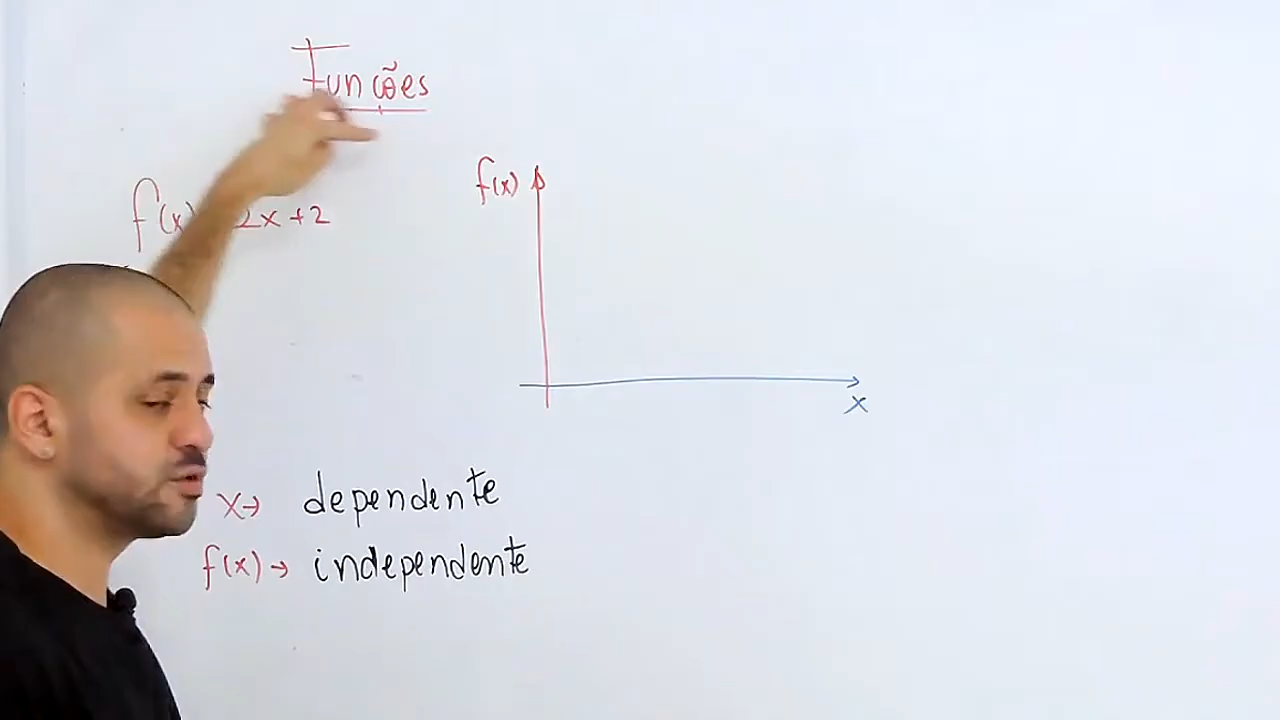 Funções
f(x) 2x+2
f(x)
x
x→ dependente
f(x)→ independente